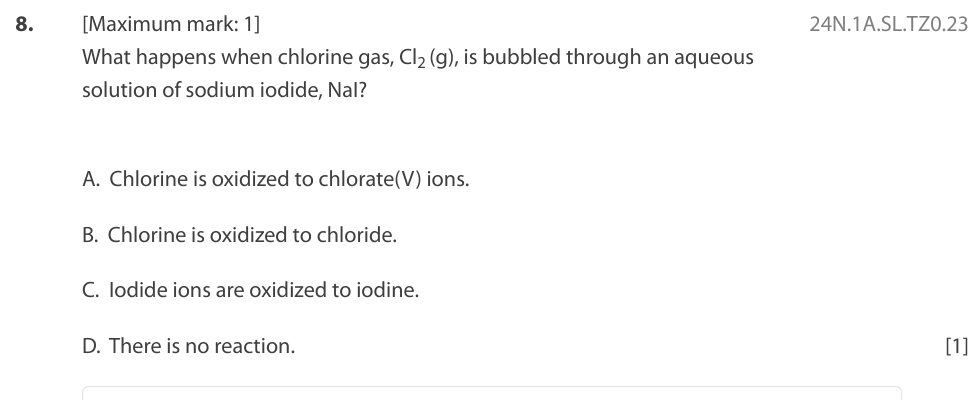 8. [Maximum mark: 1] 24N.1A.SL.TZ0.23
What happens when chlorine gas, Cl₂ (g), is bubbled through an aqueous
solution of sodium iodide, NaI?
A. Chlorine is oxidized to chlorate(V) ions.
B. Chlorine is oxidized to chloride.
C. Iodide ions are oxidized to iodine.
D. There is no reaction. [1]